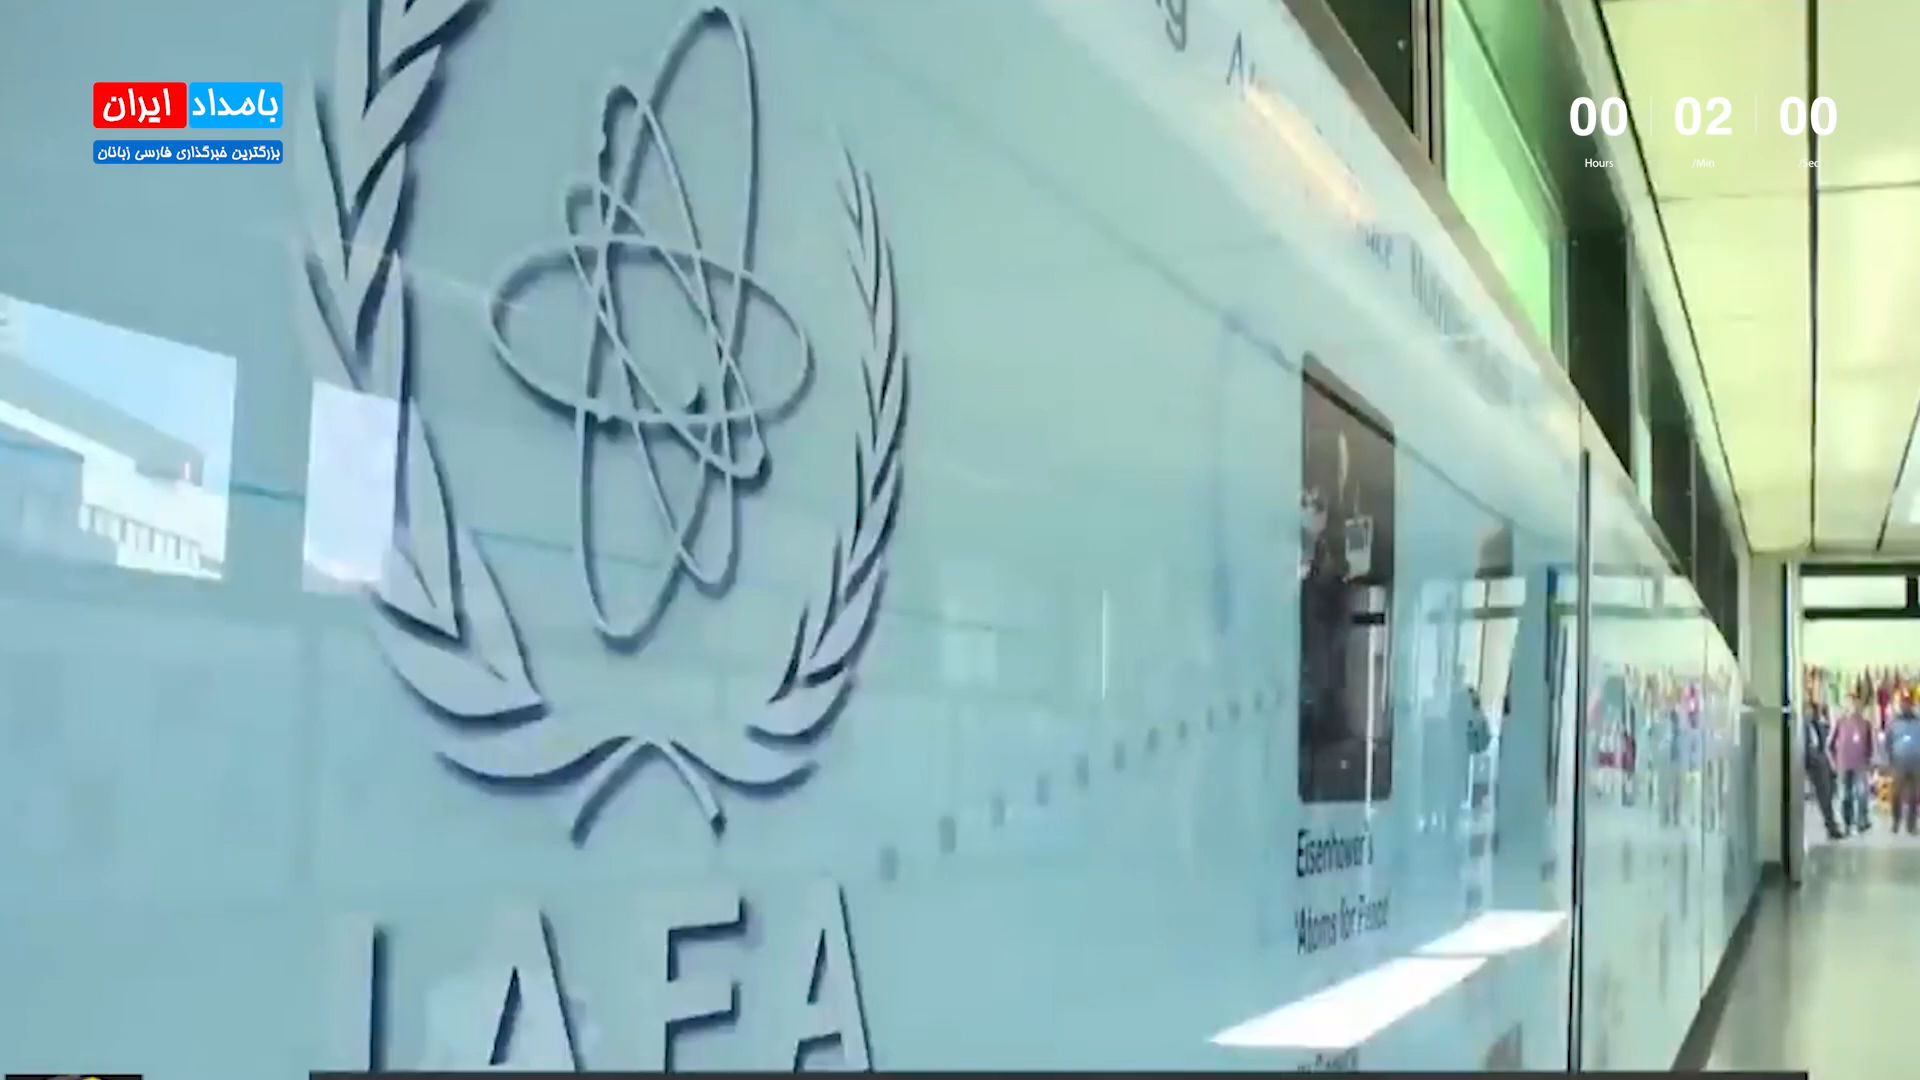 بامداد ایران
بزرگترین خبرگذاری فارسی زبانان
00 02 00
Hours /Min /Sec
IAEA
Eisenhower's
'Atoms for Peace'